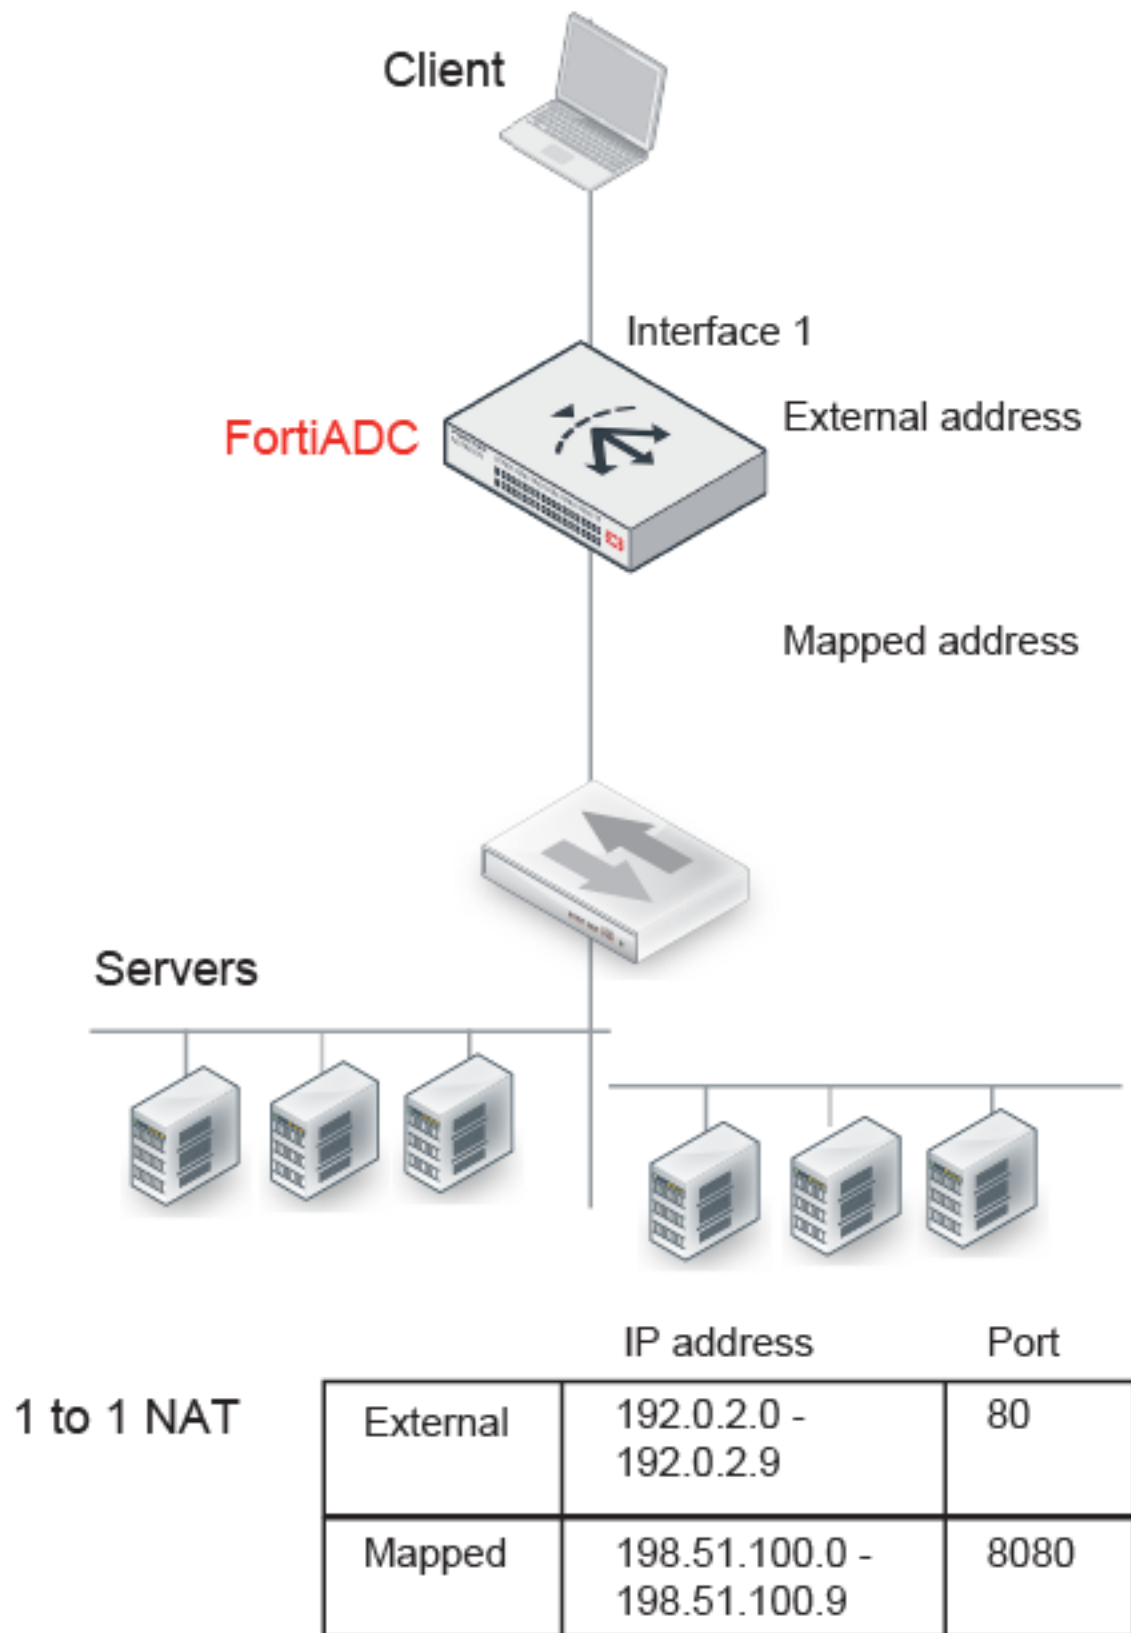 Client
Interface 1
External address
FortiADC
Mapped address
Servers
IP address Port
1 to 1 NAT
External
192.0.2.0 -
192.0.2.9
80
Mapped
198.51.100.0 -
198.51.100.9
8080